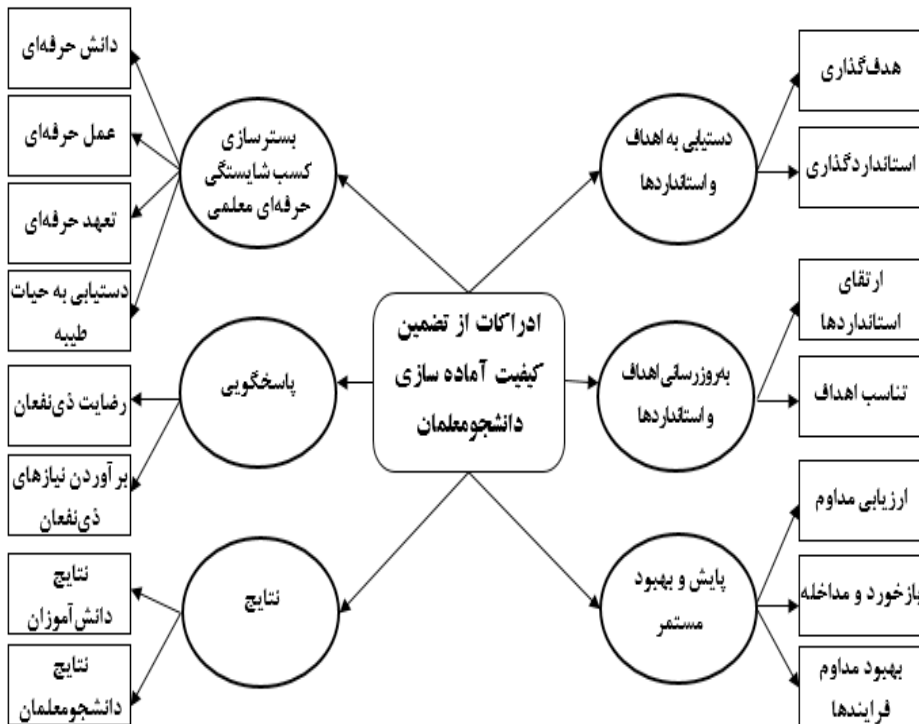 ادراکات از تضمین
کیفیت آماده سازی
دانشجومعلمان
دستیابی به اهداف
و استانداردها
هدف‌گذاری
استانداردگذاری
به‌روزرسانی اهداف
و استانداردها
ارتقای
استانداردها
تناسب اهداف
پایش و بهبود
مستمر
ارزیابی مداوم
بازخورد و مداخله
بهبود مداوم
فرایندها
بسترسازی
کسب شایستگی
حرفه‌ای معلمی
دانش حرفه‌ای
عمل حرفه‌ای
تعهد حرفه‌ای
دستیابی به حیات
طیبه
پاسخگویی
رضایت ذی‌نفعان
برآوردن نیازهای
ذی‌نفعان
نتایج
نتایج
دانش‌آموزان
نتایج
دانشجومعلمان